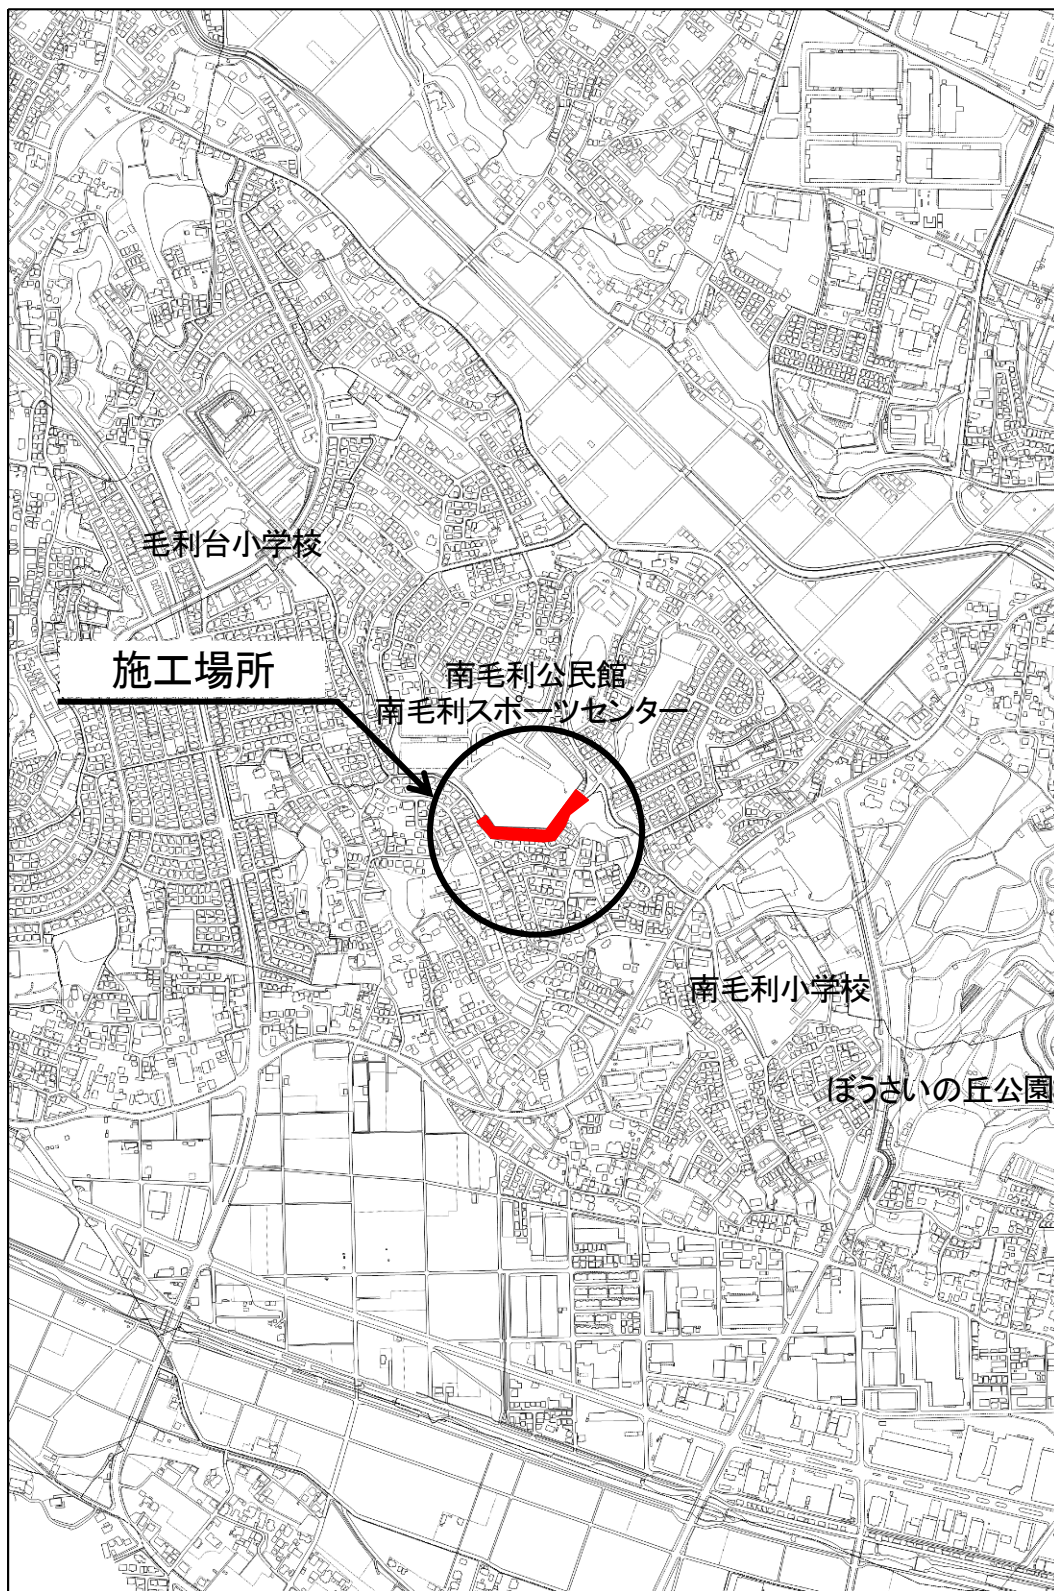 毛利台小学校
施工場所
南毛利公民館
南毛利スポーツセンター
南毛利小学校
ぼうさいの丘公園